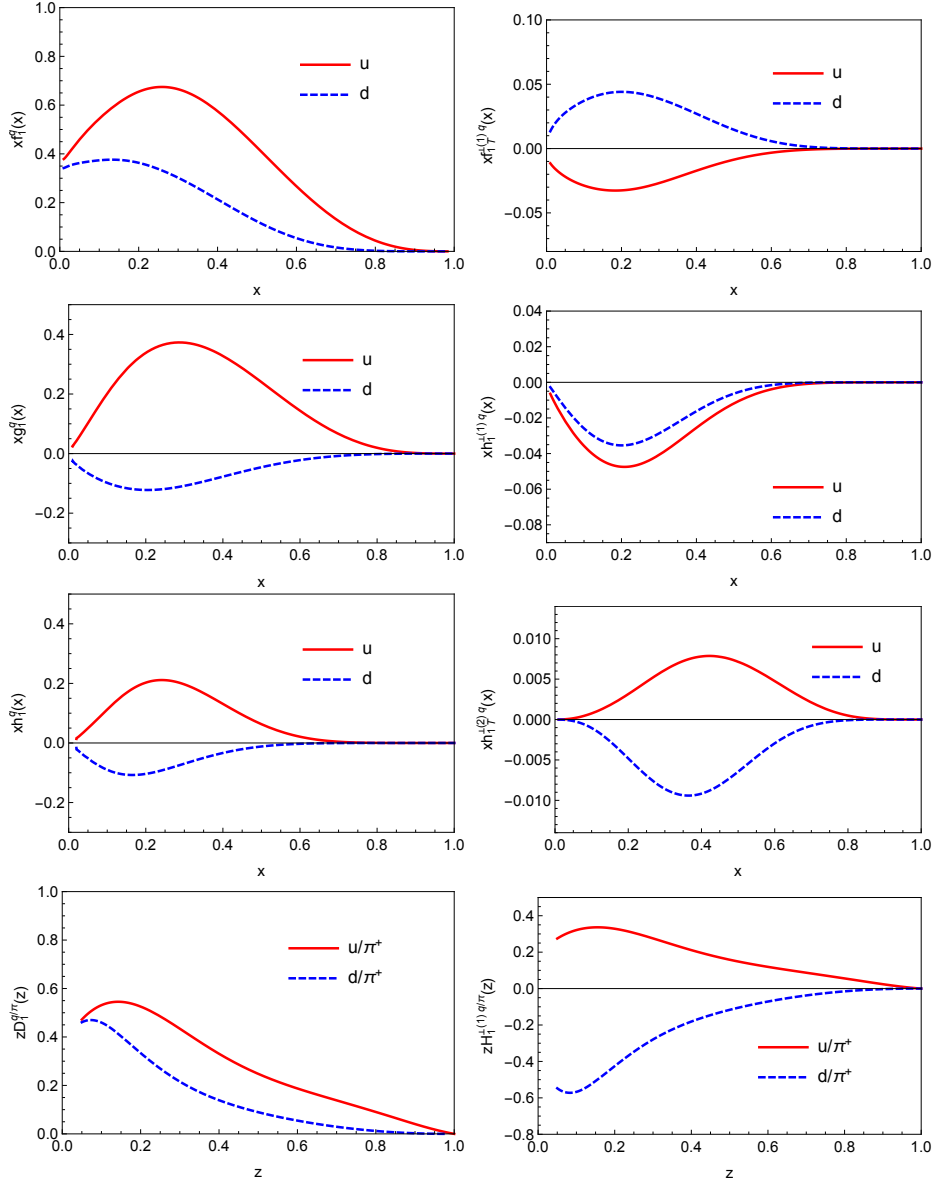 1.0
0.8
0.6
0.4
0.2
0.0
xf₁^q(x)
u
d
0.0 0.2 0.4 0.6 0.8 1.0
x
0.05
0.00
−0.05
xf₁T^⊥(1) q(x)
u
d
0.0 0.2 0.4 0.6 0.8 1.0
x
0.4
0.2
0.0
−0.2
xg₁^q(x)
u
d
0.0 0.2 0.4 0.6 0.8 1.0
x
0.04
0.02
0.00
−0.02
−0.04
−0.06
−0.08
xh₁^⊥(1) q(x)
u
d
0.0 0.2 0.4 0.6 0.8 1.0
x
0.4
0.2
0.0
−0.2
xh₁^q(x)
u
d
0.0 0.2 0.4 0.6 0.8 1.0
x
0.010
0.005
0.000
−0.005
−0.010
xh₁T^⊥(2) q(x)
u
d
0.0 0.2 0.4 0.6 0.8 1.0
x
1.0
0.8
0.6
0.4
0.2
0.0
zD₁^q/π(z)
u/π⁺
d/π⁺
0.0 0.2 0.4 0.6 0.8 1.0
z
0.4
0.2
0.0
−0.2
−0.4
−0.6
−0.8
zH₁^⊥(1) q/π(z)
u/π⁺
d/π⁺
0.0 0.2 0.4 0.6 0.8 1.0
z